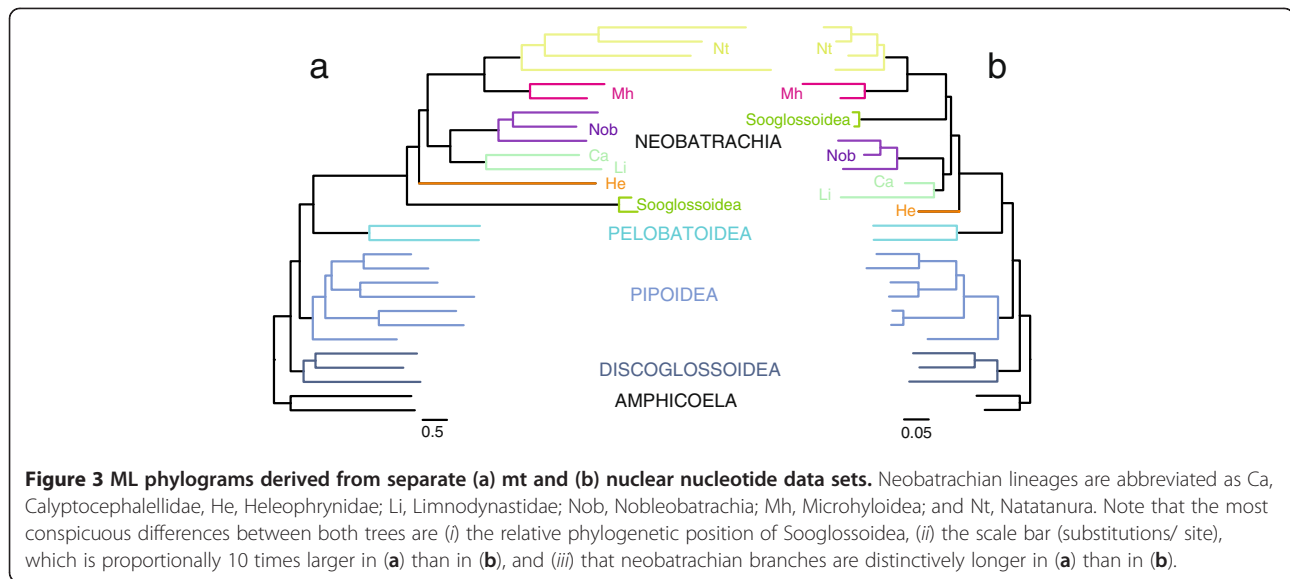 a
b
Nt
Nt
Mh
Mh
Sooglossoidea
Nob
NEOBATRACHIA
Nob
Ca
Ca
Li
Li
He
He
Sooglossoidea
PELOBATOIDEA
PIPOIDEA
DISCOGLOSSOIDEA
AMPHICOELA
0.5
0.05
Figure 3 ML phylograms derived from separate (a) mt and (b) nuclear nucleotide data sets. Neobatrachian lineages are abbreviated as Ca,
Calyptocephalellidae, He, Heleophrynidae; Li, Limnodynastidae; Nob, Nobleobatrachia; Mh, Microhyloidea; and Nt, Natatanura. Note that the most
conspicuous differences between both trees are (i) the relative phylogenetic position of Sooglossoidea, (ii) the scale bar (substitutions/ site),
which is proportionally 10 times larger in (a) than in (b), and (iii) that neobatrachian branches are distinctively longer in (a) than in (b).